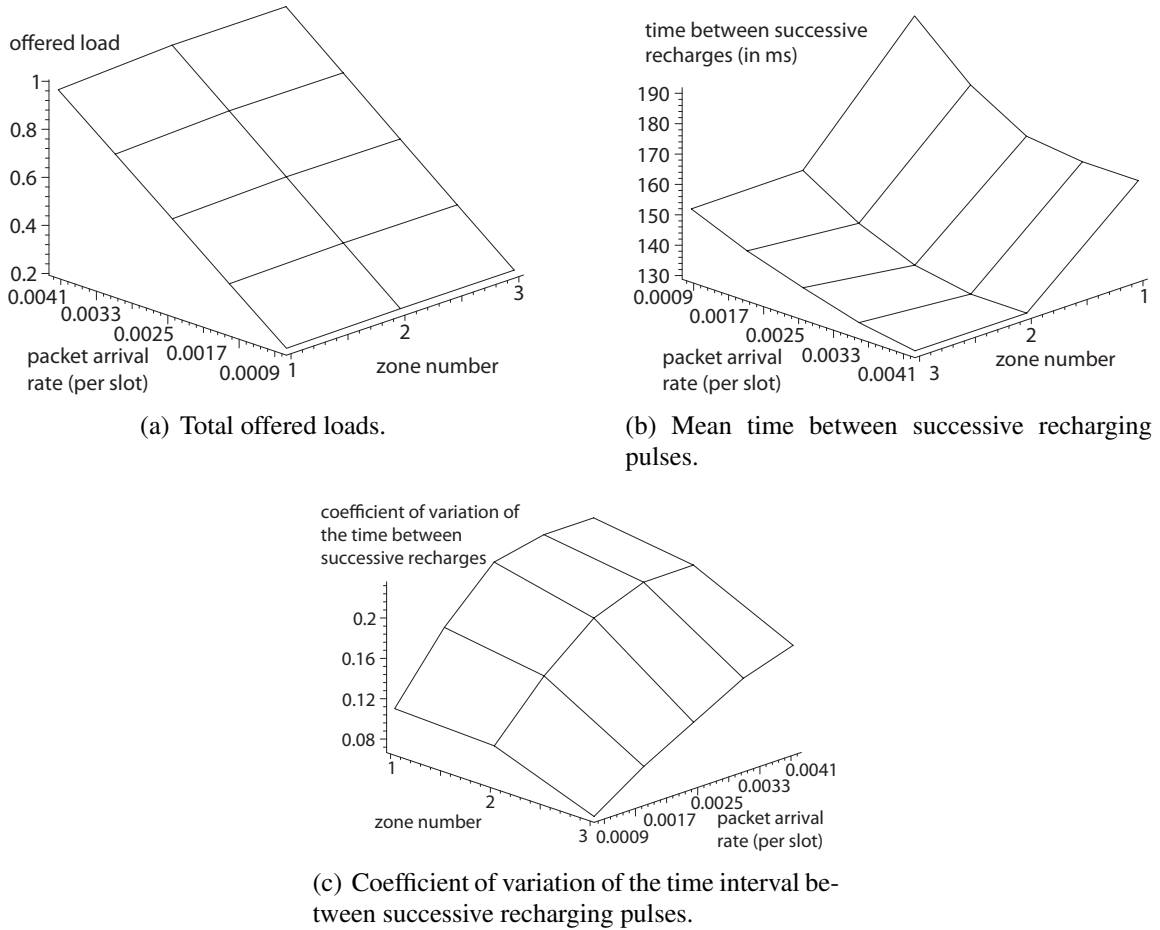 offered load
1
0.8
0.6
0.4
0.2
0.0041
0.0033
0.0025
0.0017
0.0009
packet arrival
rate (per slot)
1
2
3
zone number
(a) Total offered loads.
time between successive
recharges (in ms)
190
180
170
160
150
140
130
0.0009
0.0017
0.0025
0.0033
0.0041
packet arrival
rate (per slot)
3
2
1
zone number
(b) Mean time between successive recharging
pulses.
coefficient of variation of
the time between
successive recharges
0.2
0.16
0.12
0.08
1
2
3
zone number
0.0009
0.0017
0.0025
0.0033
0.0041
packet arrival
rate (per slot)
(c) Coefficient of variation of the time interval be-
tween successive recharging pulses.